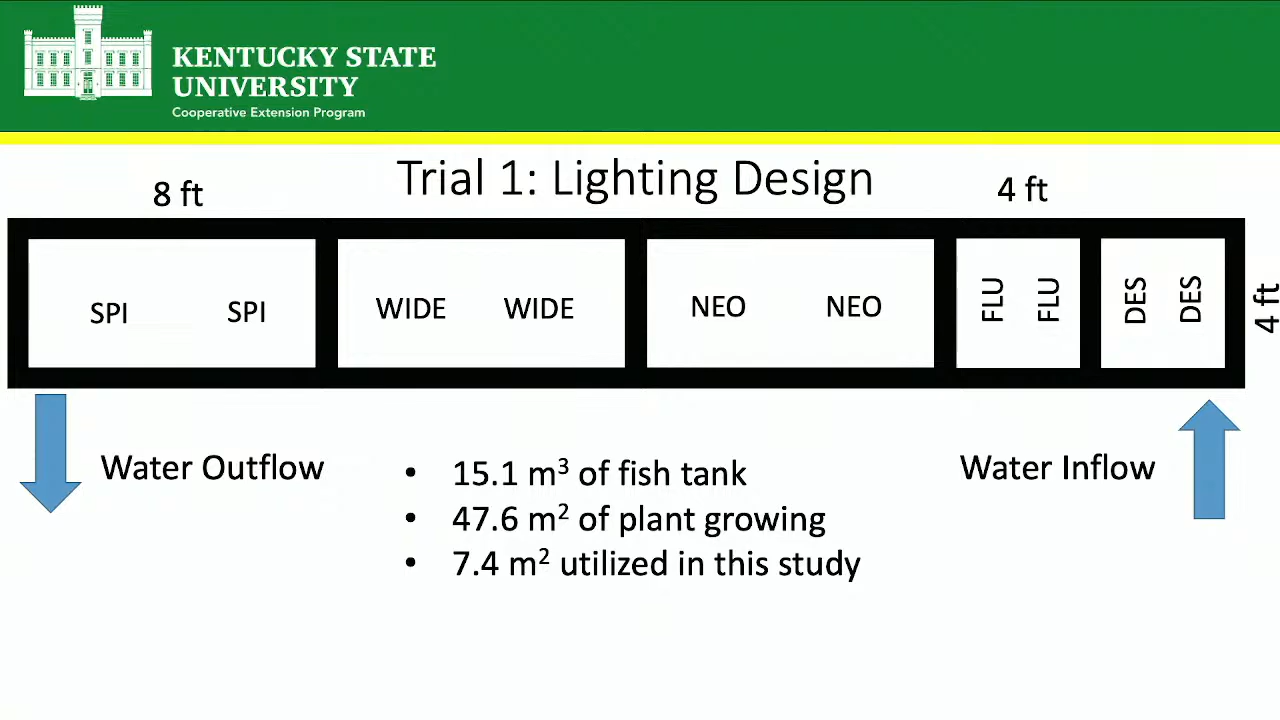 KENTUCKY STATE
UNIVERSITY
Cooperative Extension Program
Trial 1: Lighting Design
8 ft
4 ft
SPI SPI WIDE WIDE NEO NEO FLU FLU DES DES
4 ft
Water Outflow
Water Inflow
• 15.1 m³ of fish tank
• 47.6 m² of plant growing
• 7.4 m² utilized in this study